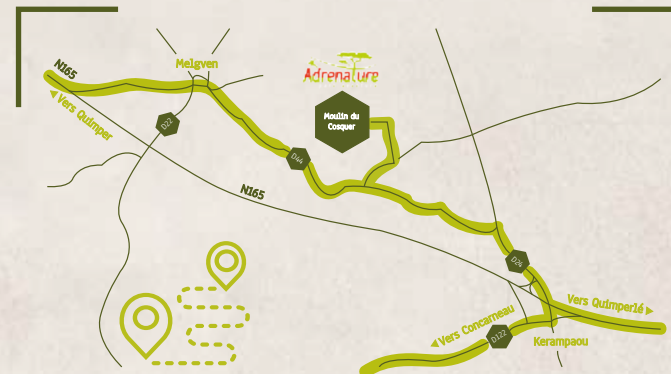 N165
Melgven
Adrenature
◀ Vers Quimper
D22
Moulin du
Cosquer
D44
N165
D24
Vers Quimperlé ▶
◀ Vers Concarneau
D122
Kerampaou